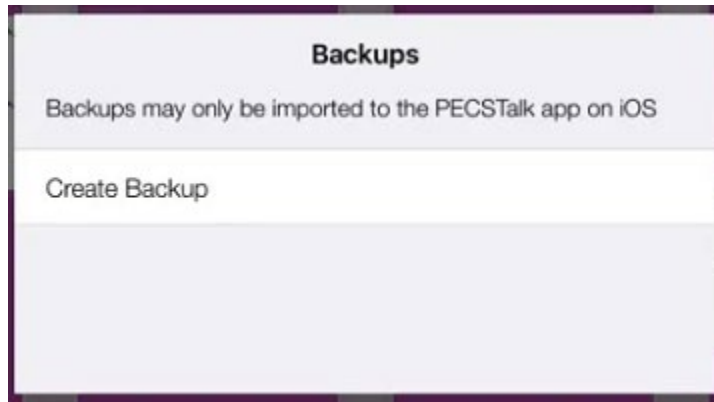 Backups
Backups may only be imported to the PECSTalk app on iOS
Create Backup